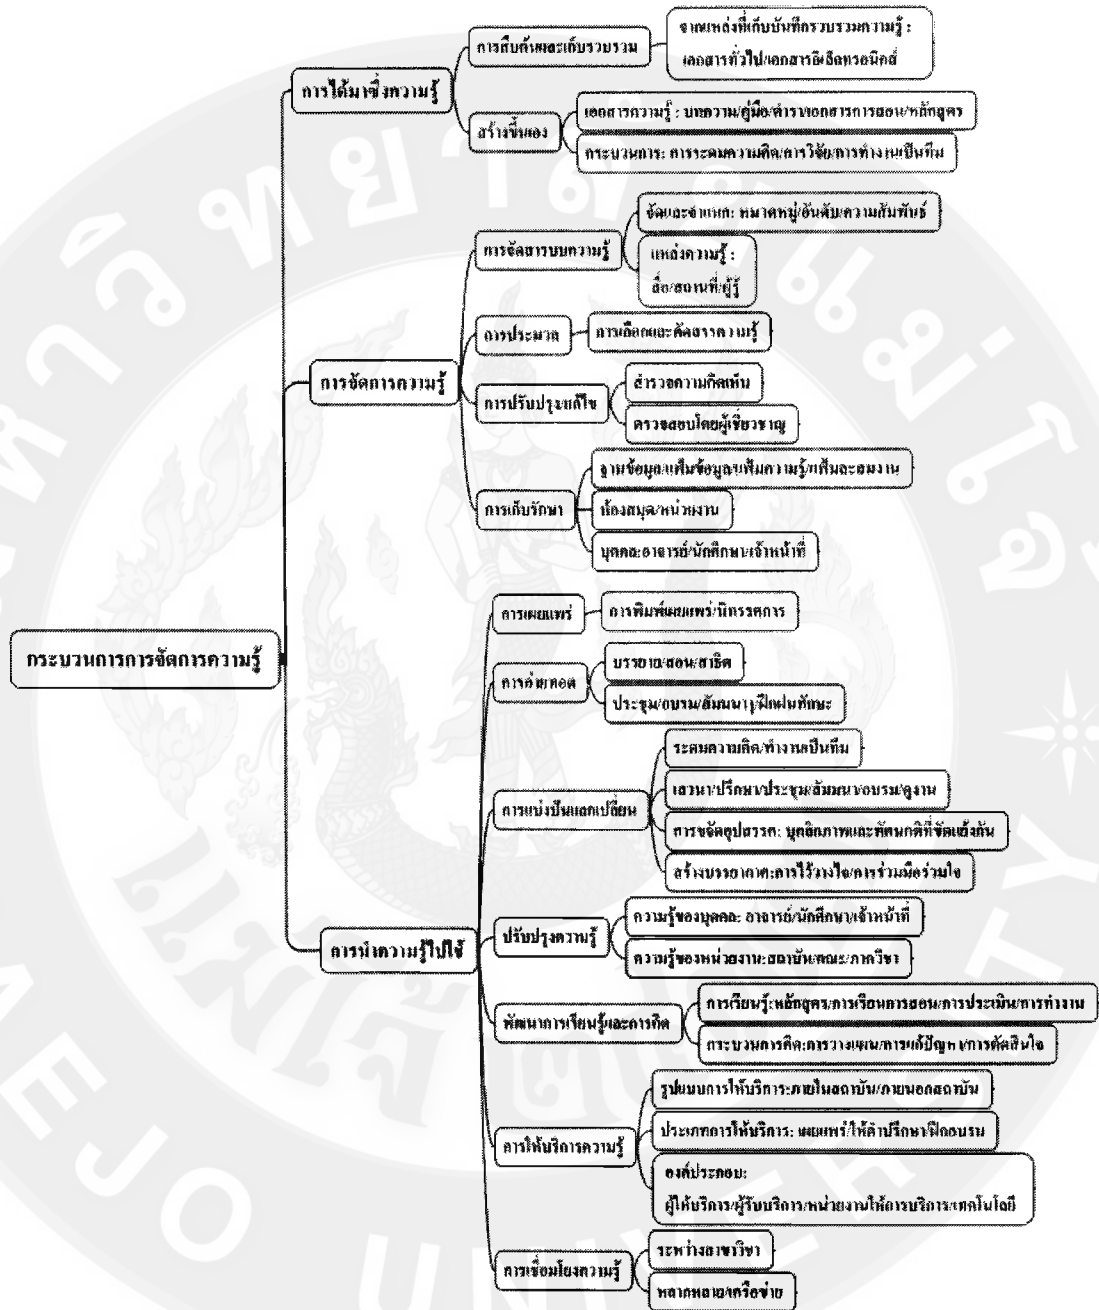 จากแหล่งที่เก็บบันทึกรวบรวมความรู้ :
การสืบค้นและเก็บรวบรวม
เอกสารทั่วไป/เอกสารอิเล็กทรอนิกส์
การได้มาซึ่งความรู้
เอกสารความรู้ : บทความ/คู่มือ/ตำรา/เอกสารการสอน/หลักสูตร
สร้างขึ้นเอง
กระบวนการ: การระดมความคิด/การวิจัย/การทำงานเป็นทีม
จัดและจำแนก: หมวดหมู่/อันดับ/ความสัมพันธ์
การจัดสารบบความรู้
แหล่งความรู้ :
สื่อ/สถานที่/ผู้รู้
การประมวล
การเลือกและคัดสรรความรู้
การจัดการความรู้
สำรวจความคิดเห็น
การปรับปรุง/แก้ไข
ตรวจสอบโดยผู้เชี่ยวชาญ
ฐานข้อมูล/แฟ้มข้อมูล/แฟ้มความรู้/แฟ้มสะสมงาน
การเก็บรักษา
ห้องสมุด/หน่วยงาน
บุคคล:อาจารย์/นักศึกษา/เจ้าหน้าที่
การเผยแพร่
การพิมพ์เผยแพร่/นิทรรศการ
กระบวนการการจัดการความรู้
บรรยาย/สอน/สาธิต
การถ่ายทอด
ประชุม/อบรม/สัมมนา/ฝึกฝนทักษะ
ระดมความคิด/ทำงานเป็นทีม
เสวนา/ปรึกษา/ประชุม/สัมมนา/อบรม/ดูงาน
การแบ่งปันแลกเปลี่ยน
การขจัดอุปสรรค: บุคลิกภาพและทัศนคติที่ขัดแย้งกัน
สร้างบรรยากาศ:การไว้วางใจ/การร่วมมือร่วมใจ
ความรู้ของบุคคล: อาจารย์/นักศึกษา/เจ้าหน้าที่
ปรับปรุงความรู้
การนำความรู้ไปใช้
ความรู้ของหน่วยงาน:สถาบัน/คณะ/ภาควิชา
การเรียนรู้:หลักสูตร/การเรียนการสอน/การประเมิน/การทำงาน
พัฒนาการเรียนรู้และการคิด
กระบวนการคิด:การวางแผน/การแก้ปัญหา/การตัดสินใจ
รูปแบบการให้บริการ:ภายในสถาบัน/ภายนอกสถาบัน
ประเภทการให้บริการ: เผยแพร่/ให้คำปรึกษา/ฝึกอบรม
การให้บริการความรู้
องค์ประกอบ:
ผู้ให้บริการ/ผู้รับบริการ/หน่วยงานให้การบริการ/เทคโนโลยี
ระหว่างสาขาวิชา
การเชื่อมโยงความรู้
หลากหลาย/เครือข่าย
มหาวิทยาลัยแม่โจ้
MAEJO UNIVERSITY